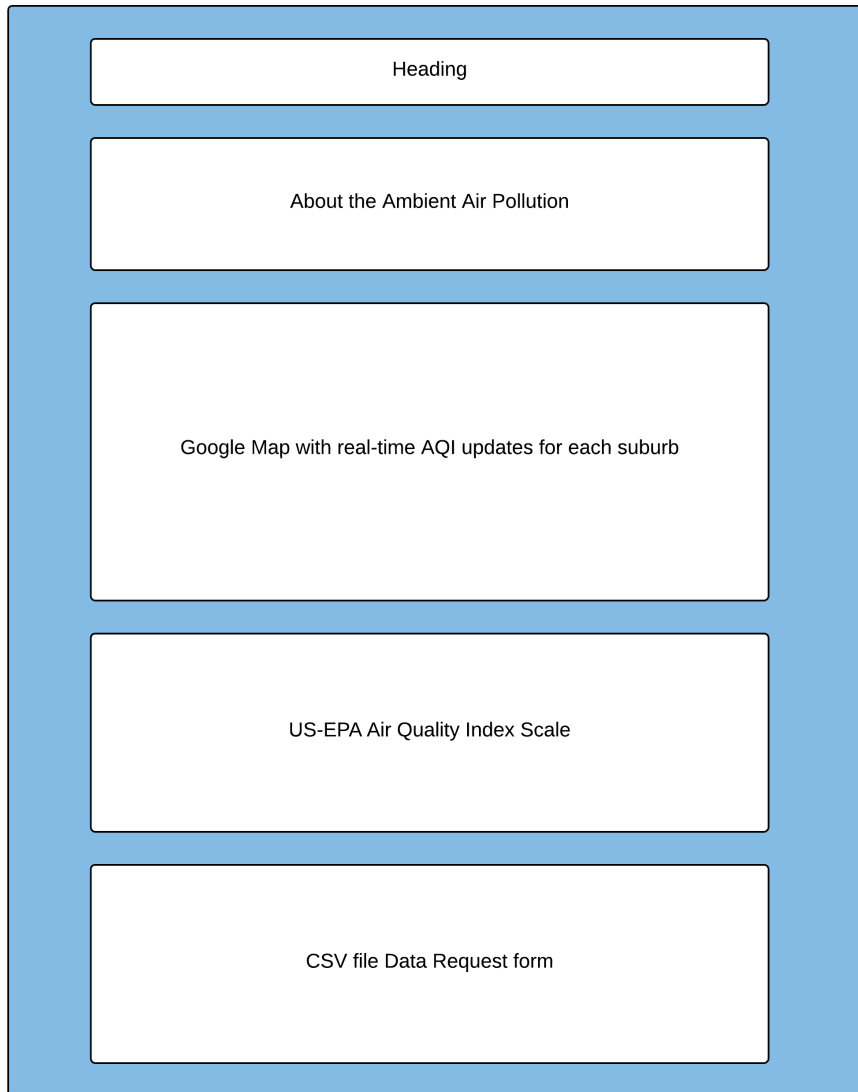 Heading
About the Ambient Air Pollution
Google Map with real-time AQI updates for each suburb
US-EPA Air Quality Index Scale
CSV file Data Request form